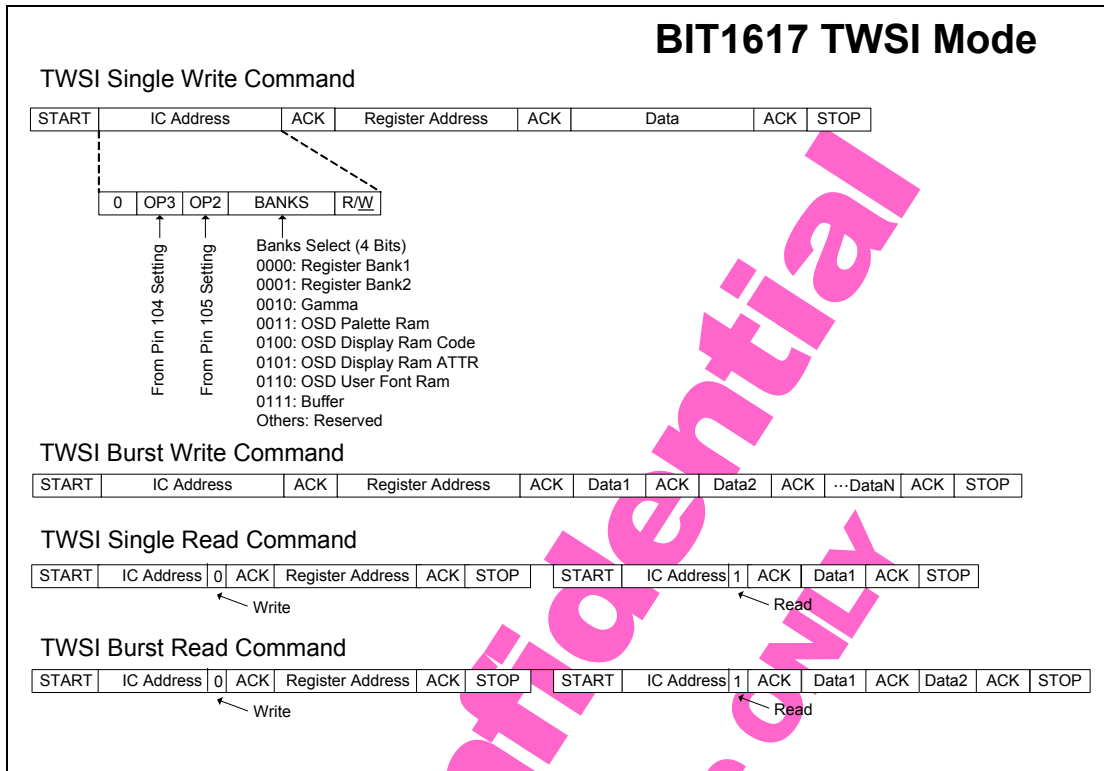 BIT1617 TWSI Mode
TWSI Single Write Command
START IC Address ACK Register Address ACK Data ACK STOP
0 OP3 OP2 BANKS R/W
From Pin 104 Setting
From Pin 105 Setting
Banks Select (4 Bits)
0000: Register Bank1
0001: Register Bank2
0010: Gamma
0011: OSD Palette Ram
0100: OSD Display Ram Code
0101: OSD Display Ram ATTR
0110: OSD User Font Ram
0111: Buffer
Others: Reserved
TWSI Burst Write Command
START IC Address ACK Register Address ACK Data1 ACK Data2 ACK ···DataN ACK STOP
TWSI Single Read Command
START IC Address 0 ACK Register Address ACK STOP START IC Address 1 ACK Data1 ACK STOP
Write Read
TWSI Burst Read Command
START IC Address 0 ACK Register Address ACK STOP START IC Address 1 ACK Data1 ACK Data2 ACK STOP
Write Read
nfidential
ONLY